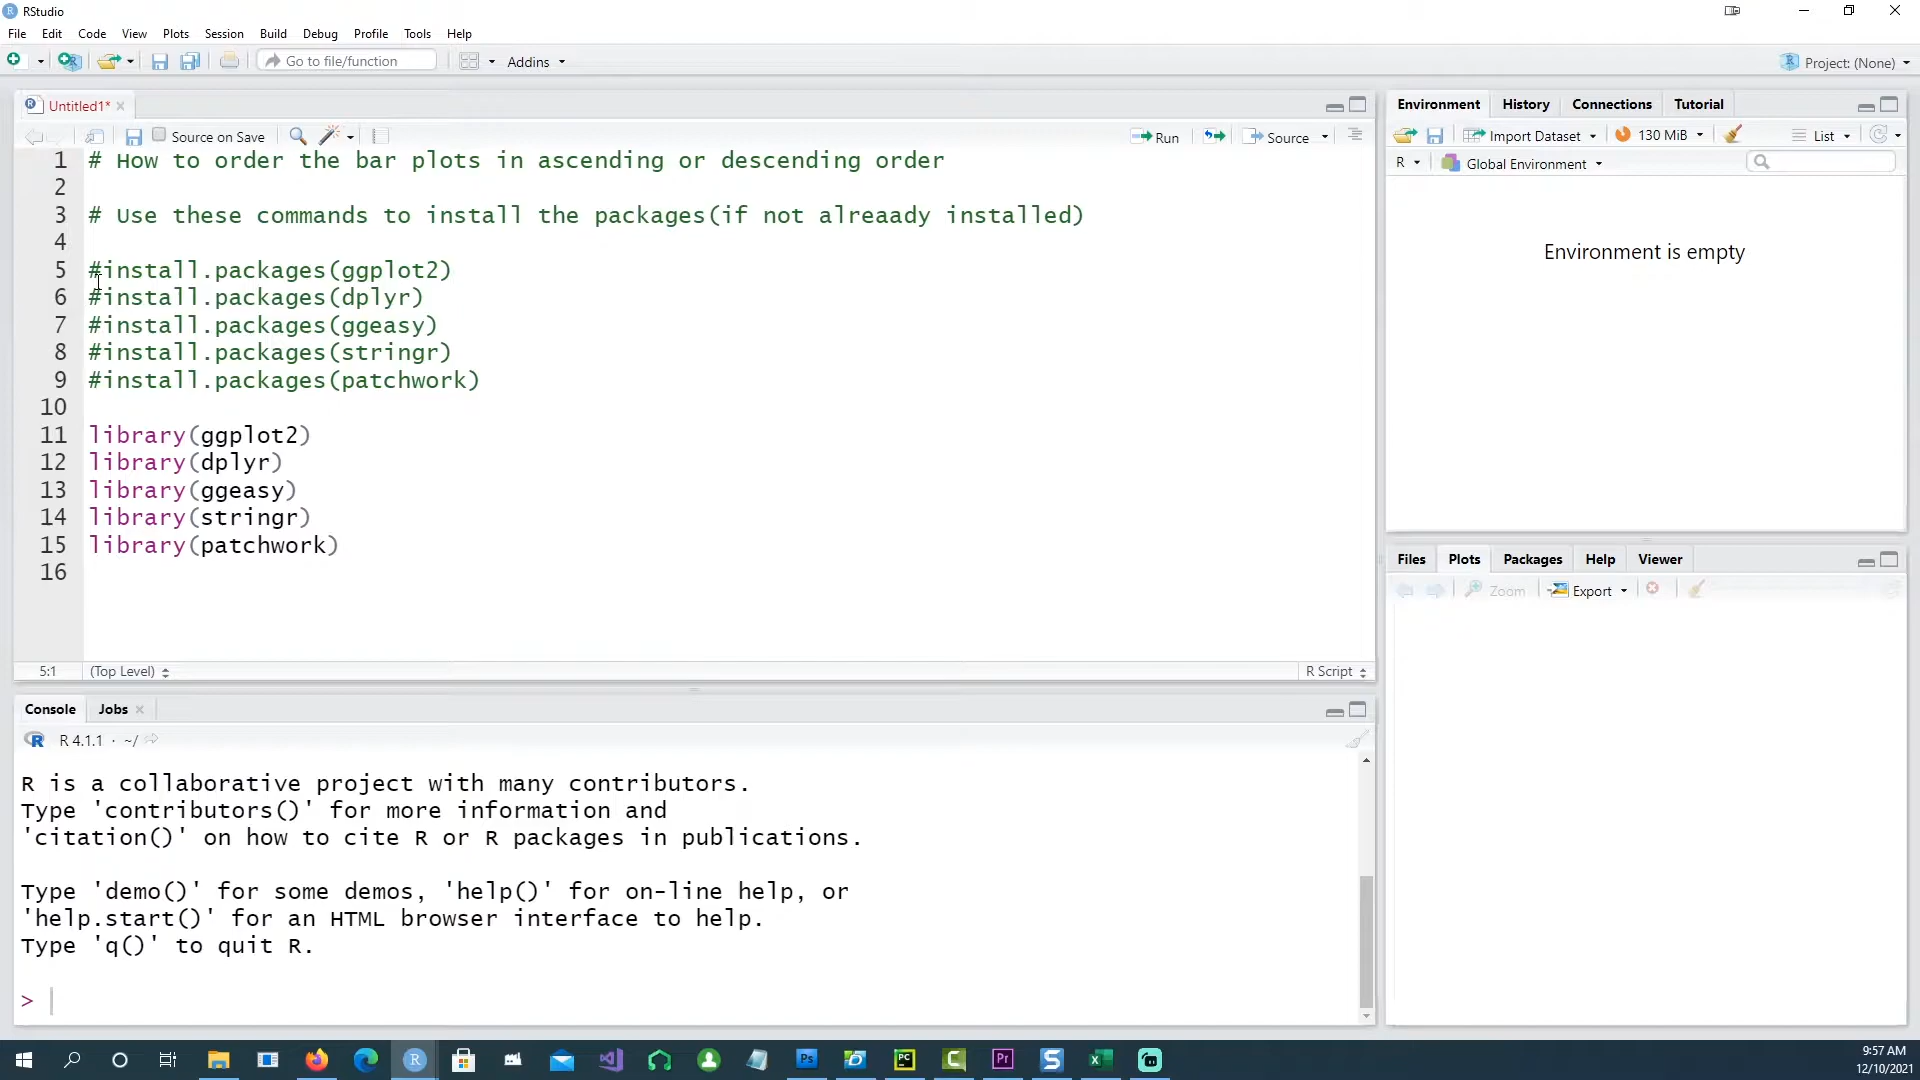 RStudio
File Edit Code View Plots Session Build Debug Profile Tools Help
Go to file/function Addins Project: (None)
Untitled1*
Source on Save Run Source
1 # How to order the bar plots in ascending or descending order
2
3 # Use these commands to install the packages(if not alreaady installed)
4
5 #install.packages(ggplot2)
6 #install.packages(dplyr)
7 #install.packages(ggeasy)
8 #install.packages(stringr)
9 #install.packages(patchwork)
10
11 library(ggplot2)
12 library(dplyr)
13 library(ggeasy)
14 library(stringr)
15 library(patchwork)
16
5:1 (Top Level) R Script
Console Jobs
R 4.1.1 · ~/
R is a collaborative project with many contributors.
Type 'contributors()' for more information and
'citation()' on how to cite R or R packages in publications.
Type 'demo()' for some demos, 'help()' for on-line help, or
'help.start()' for an HTML browser interface to help.
Type 'q()' to quit R.
>
Environment History Connections Tutorial
Import Dataset 130 MiB List
R Global Environment
Environment is empty
Files Plots Packages Help Viewer
Zoom Export
9:57 AM
12/10/2021